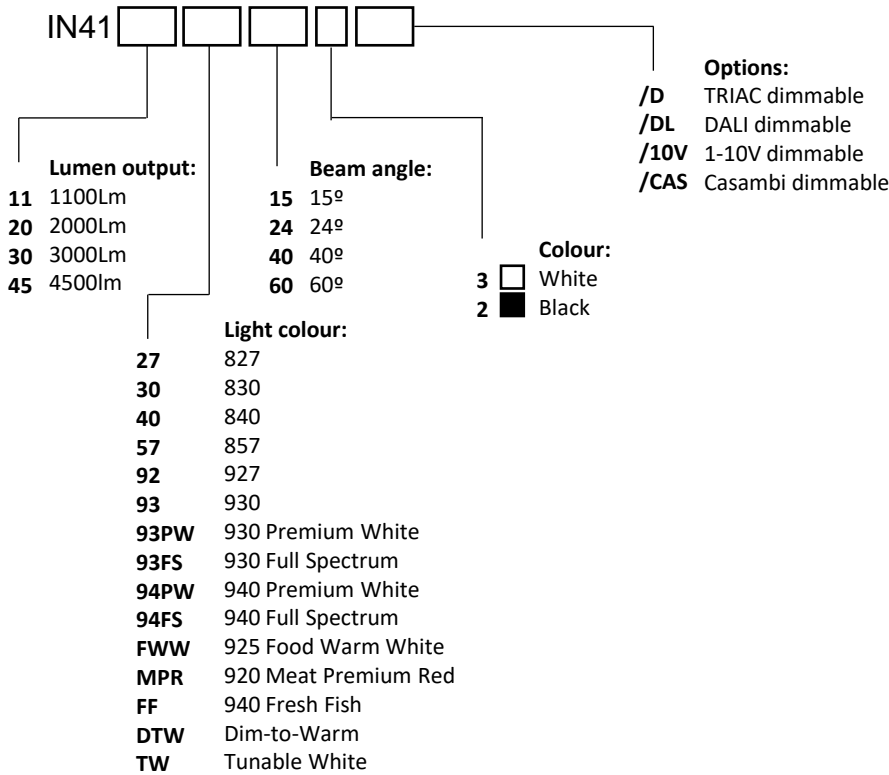 IN41
Options:
/D TRIAC dimmable
/DL DALI dimmable
/10V 1-10V dimmable
/CAS Casambi dimmable
Lumen output:
11 1100Lm
20 2000Lm
30 3000Lm
45 4500lm
Beam angle:
15 15º
24 24º
40 40º
60 60º
Colour:
3 White
2 Black
Light colour:
27 827
30 830
40 840
57 857
92 927
93 930
93PW 930 Premium White
93FS 930 Full Spectrum
94PW 940 Premium White
94FS 940 Full Spectrum
FWW 925 Food Warm White
MPR 920 Meat Premium Red
FF 940 Fresh Fish
DTW Dim-to-Warm
TW Tunable White